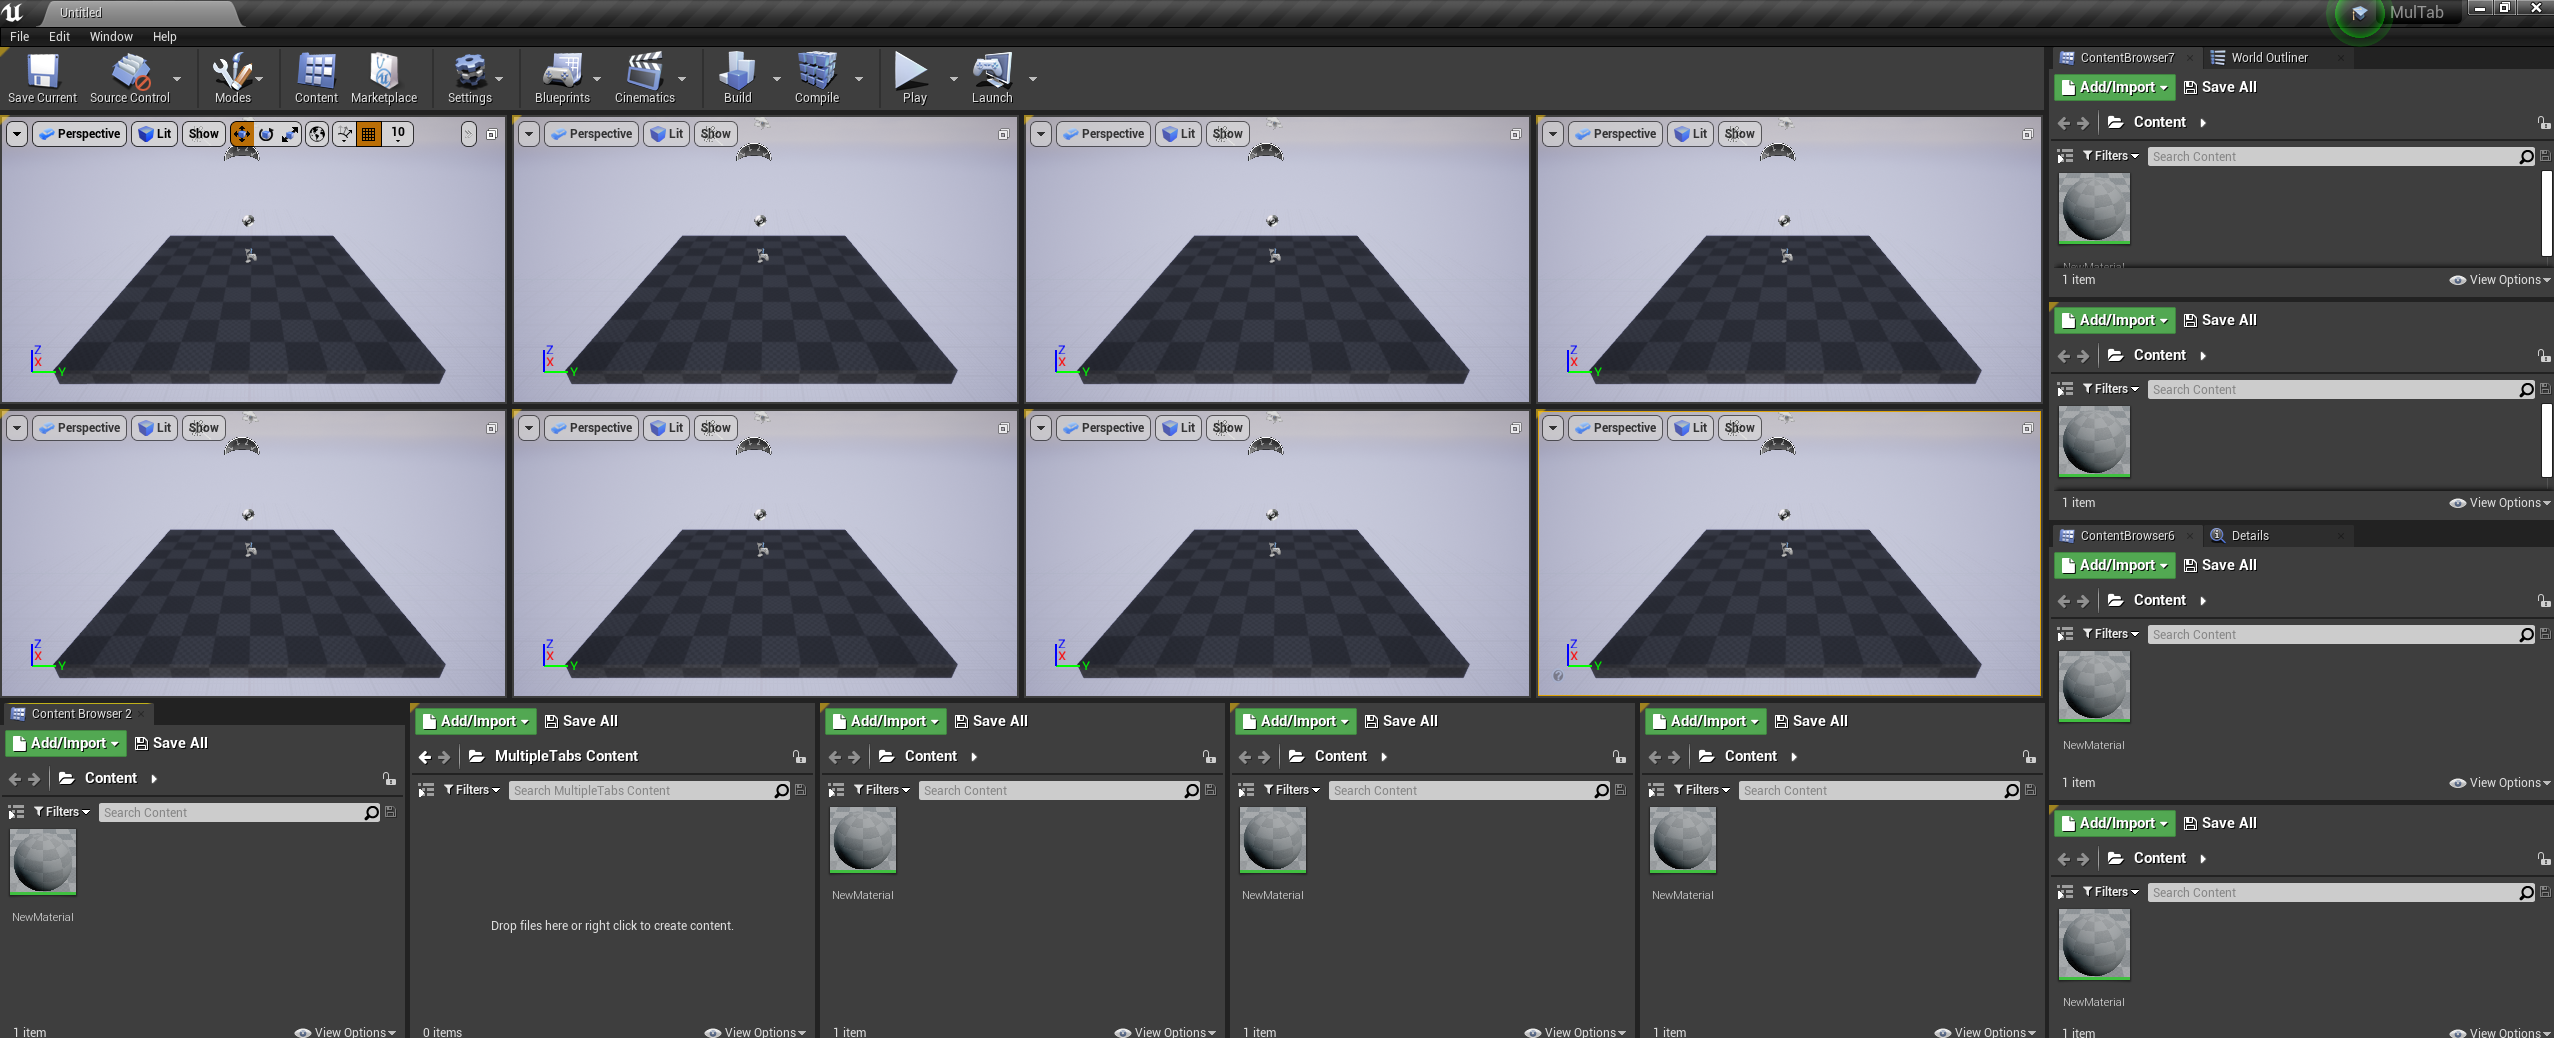 Untitled
MulTab
File Edit Window Help
Save Current Source Control Modes Content Marketplace Settings Blueprints Cinematics Build Compile Play Launch
Perspective Lit Show 10
Perspective Lit Show
Perspective Lit Show
Perspective Lit Show
Z
X
Y
Z
X
Y
Z
X
Y
Z
X
Y
Perspective Lit Show
Perspective Lit Show
Perspective Lit Show
Perspective Lit Show
Z
X
Y
Z
X
Y
Z
X
Y
Z
X
Y
?
Content Browser 2
Add/Import Save All
Content
Filters Search Content
NewMaterial
1 item View Options
Add/Import Save All
MultipleTabs Content
Filters Search MultipleTabs Content
Drop files here or right click to create content.
0 items View Options
Add/Import Save All
Content
Filters Search Content
NewMaterial
1 item View Options
Add/Import Save All
Content
Filters Search Content
NewMaterial
1 item View Options
Add/Import Save All
Content
Filters Search Content
NewMaterial
1 item View Options
ContentBrowser7 World Outliner
Add/Import Save All
Content
Filters Search Content
NewMaterial
1 item View Options
Add/Import Save All
Content
Filters Search Content
1 item View Options
ContentBrowser6 Details
Add/Import Save All
Content
Filters Search Content
NewMaterial
1 item View Options
Add/Import Save All
Content
Filters Search Content
NewMaterial
1 item View Options